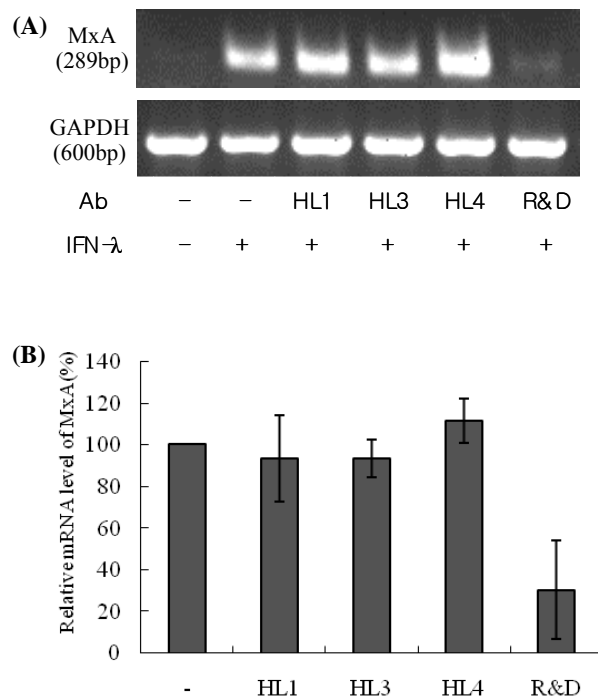 (A)
MxA
(289bp)
GAPDH
(600bp)
Ab – – HL1 HL3 HL4 R&D
IFN-λ – + + + + +
(B)
Relative mRNA level of MxA(%)
140
120
100
80
60
40
20
0
- HL1 HL3 HL4 R&D